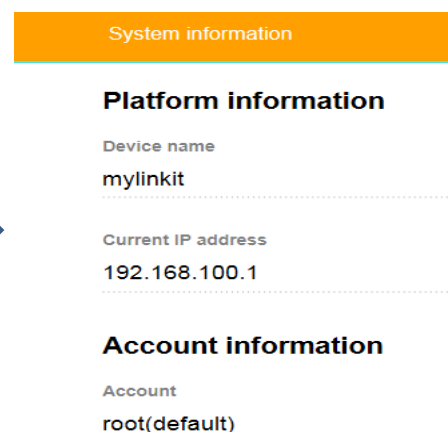 System information
Platform information
Device name
mylinkit
Current IP address
192.168.100.1
Account information
Account
root(default)